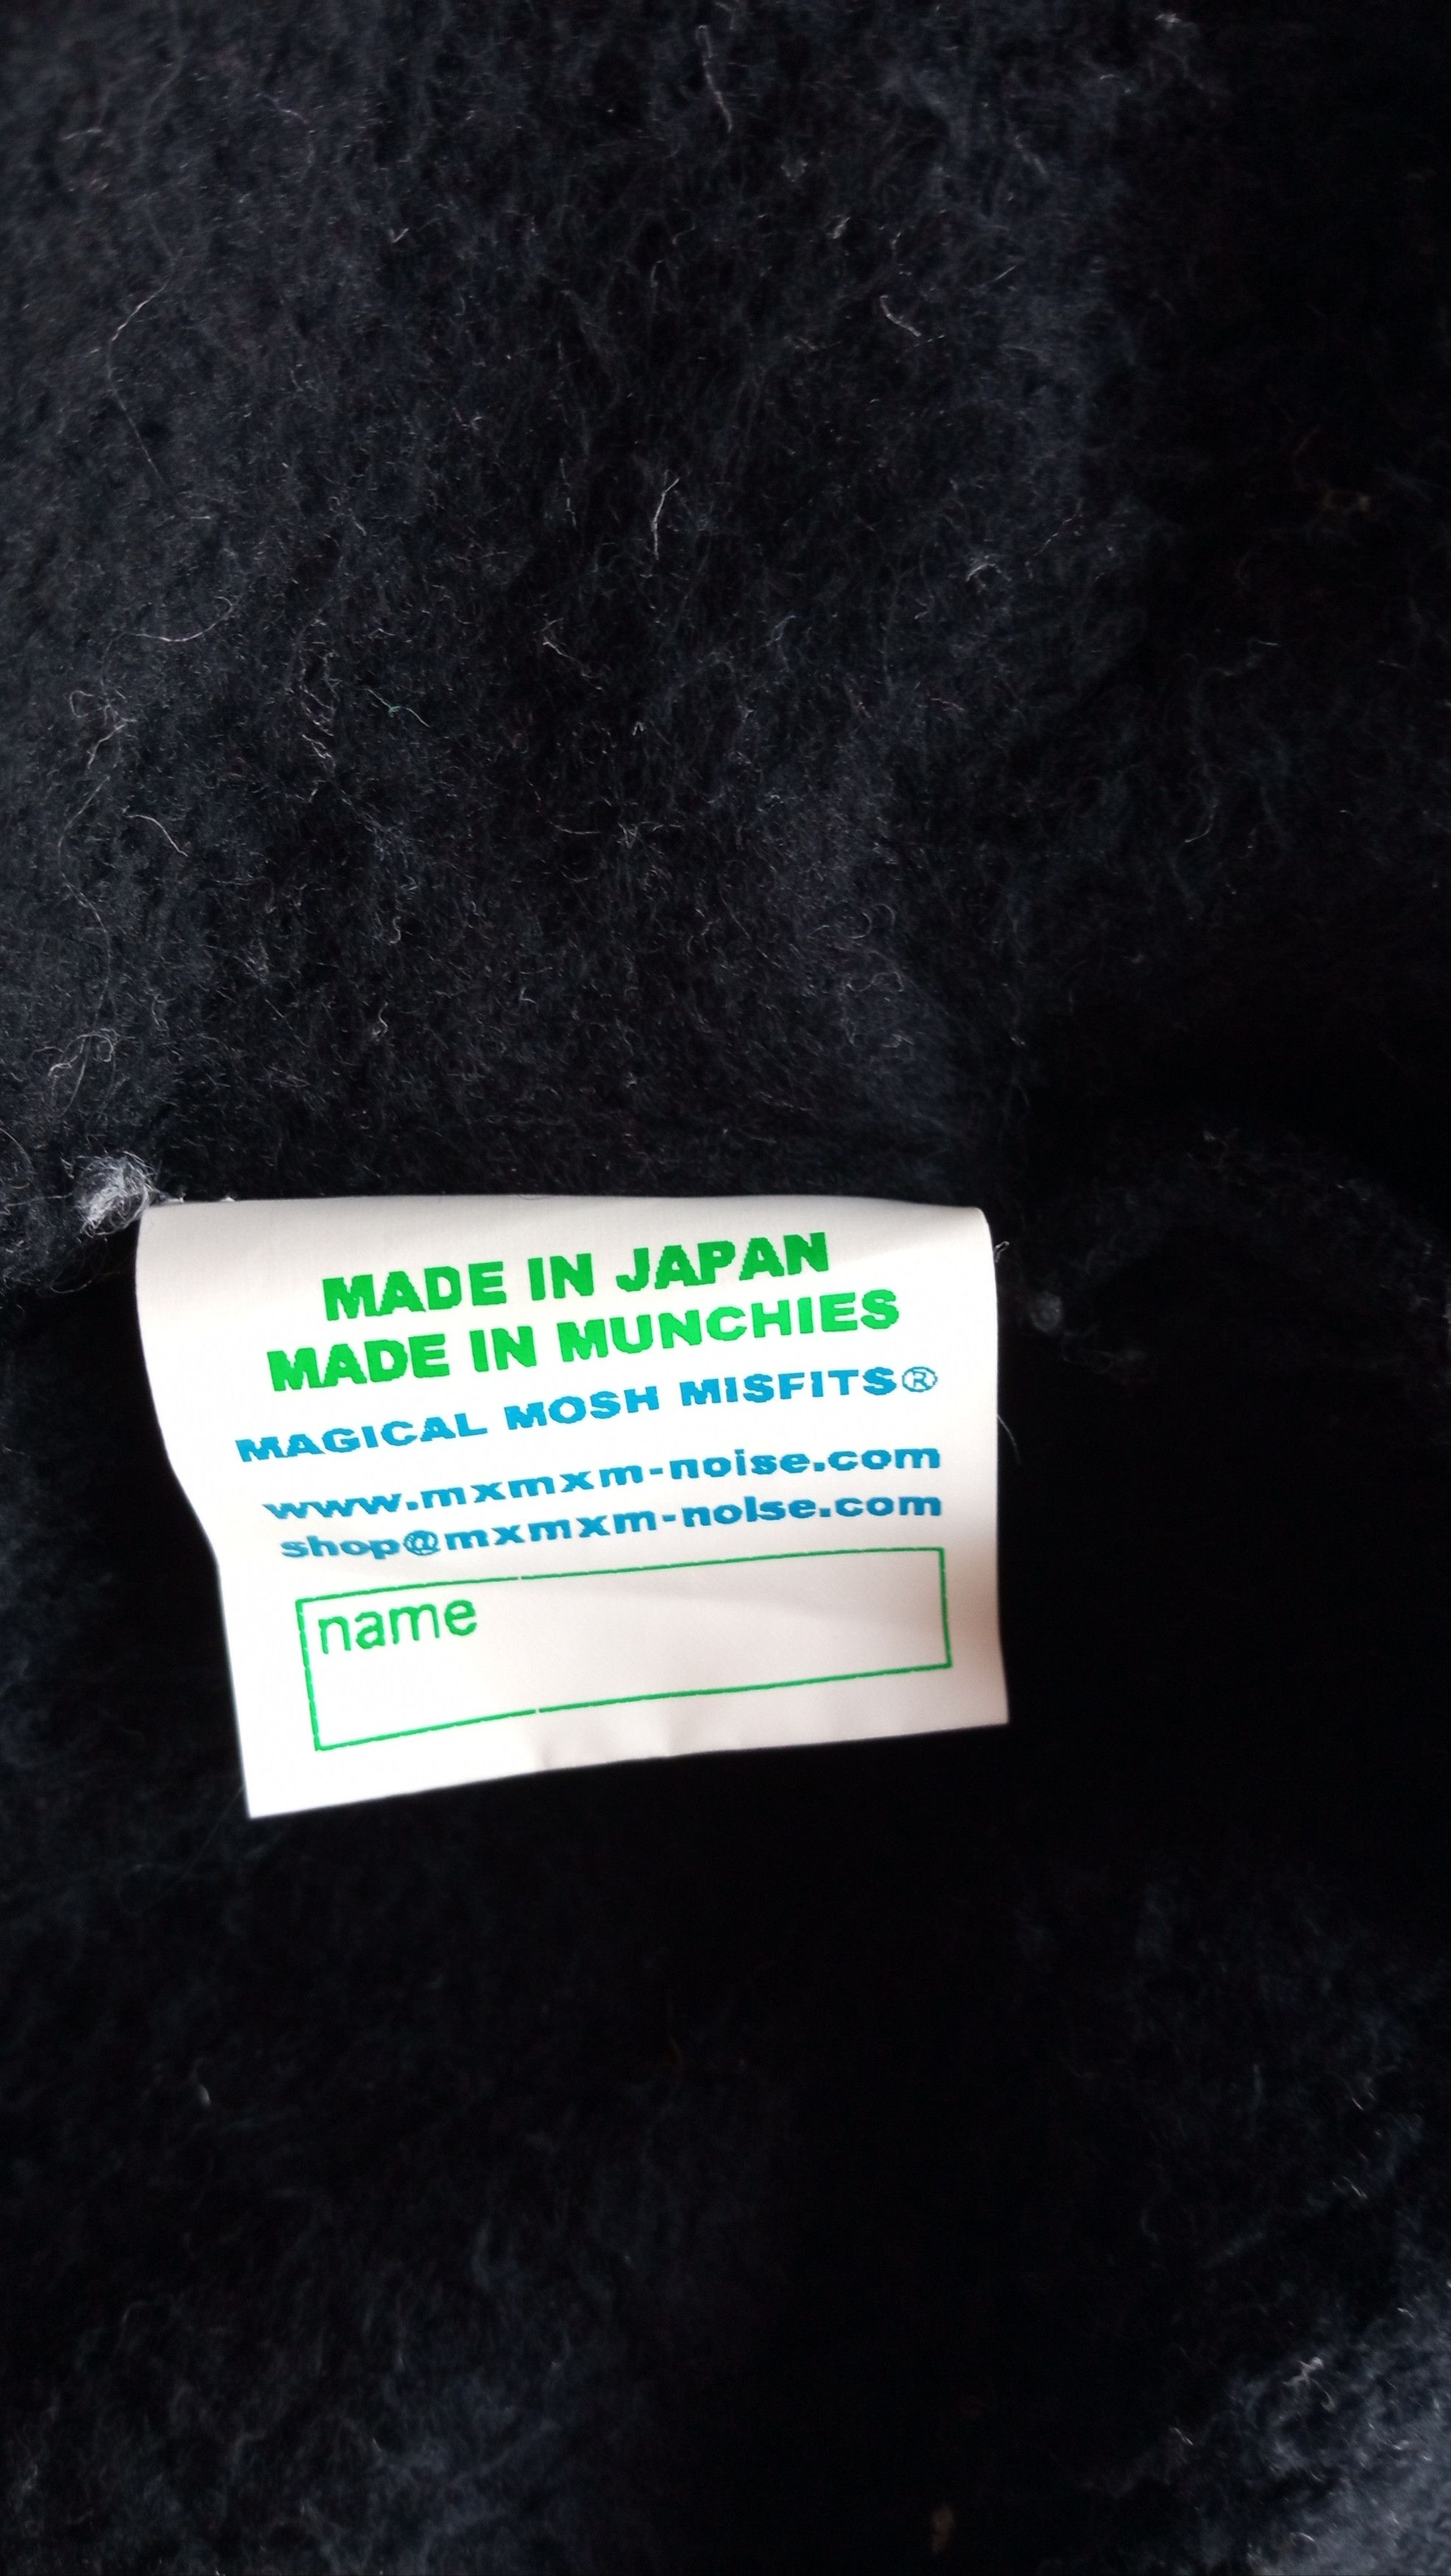 MADE IN JAPAN
MADE IN MUNCHIES
MAGICAL MOSH MISFITS®
www.mxmxm-noise.com
shop@mxmxm-noise.com
name